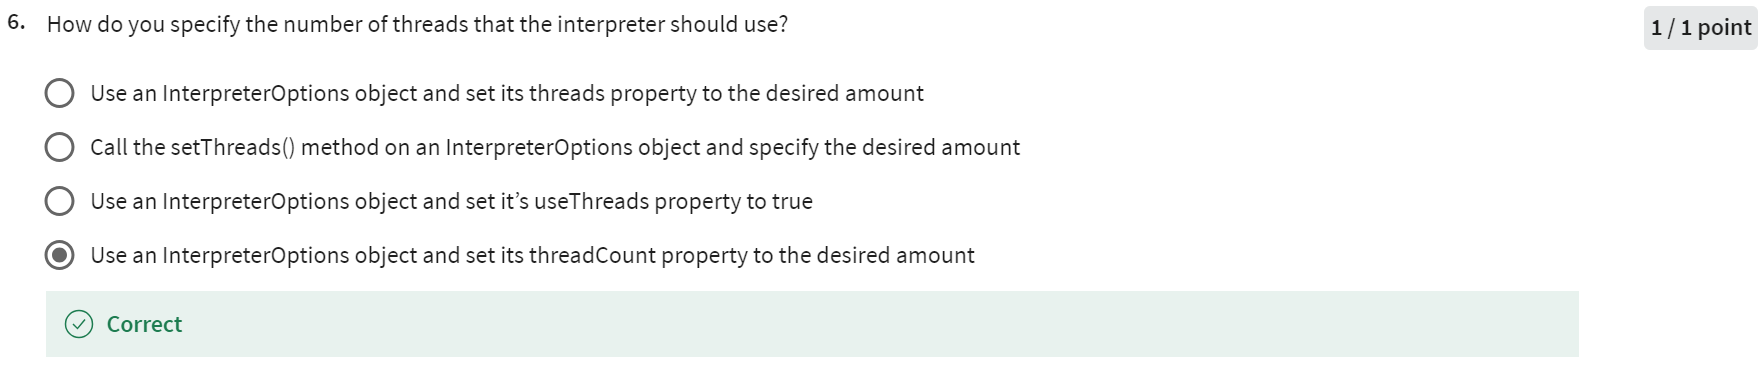 6. How do you specify the number of threads that the interpreter should use?
1 / 1 point
Use an InterpreterOptions object and set its threads property to the desired amount
Call the setThreads() method on an InterpreterOptions object and specify the desired amount
Use an InterpreterOptions object and set it’s useThreads property to true
Use an InterpreterOptions object and set its threadCount property to the desired amount
Correct